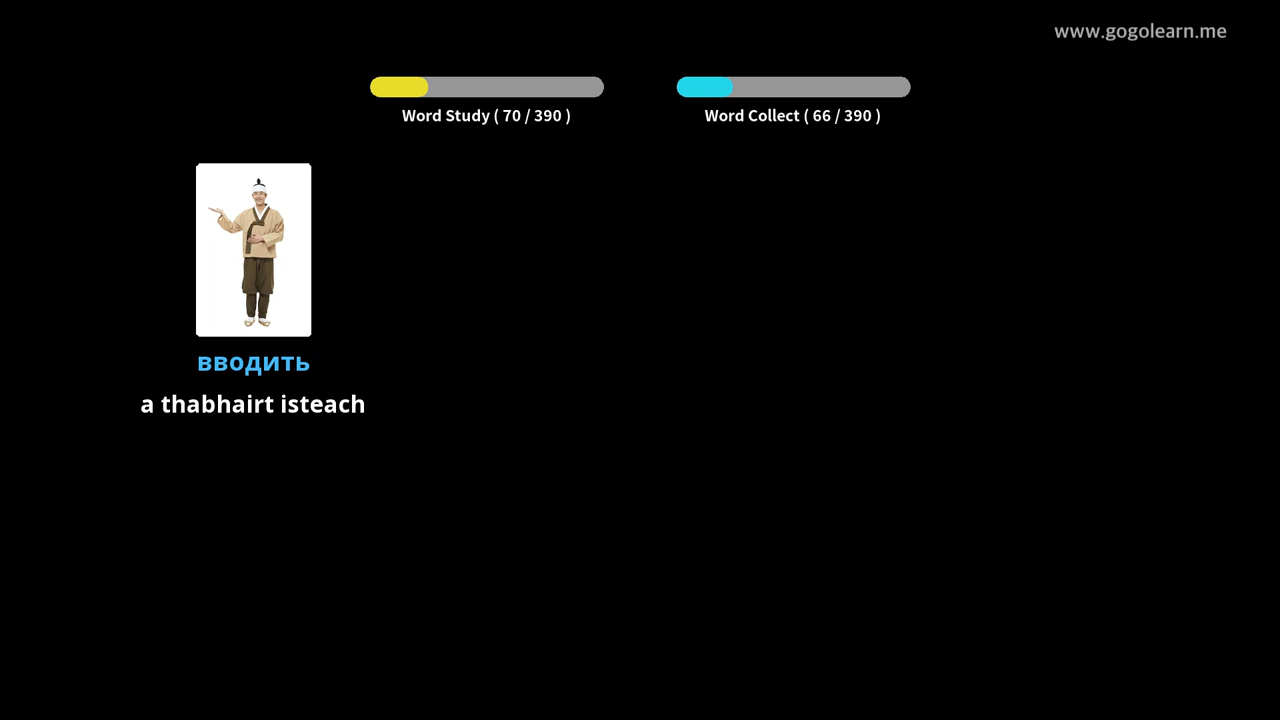 www.gogolearn.me
Word Study ( 70 / 390 )
Word Collect ( 66 / 390 )
вводить
a thabhairt isteach